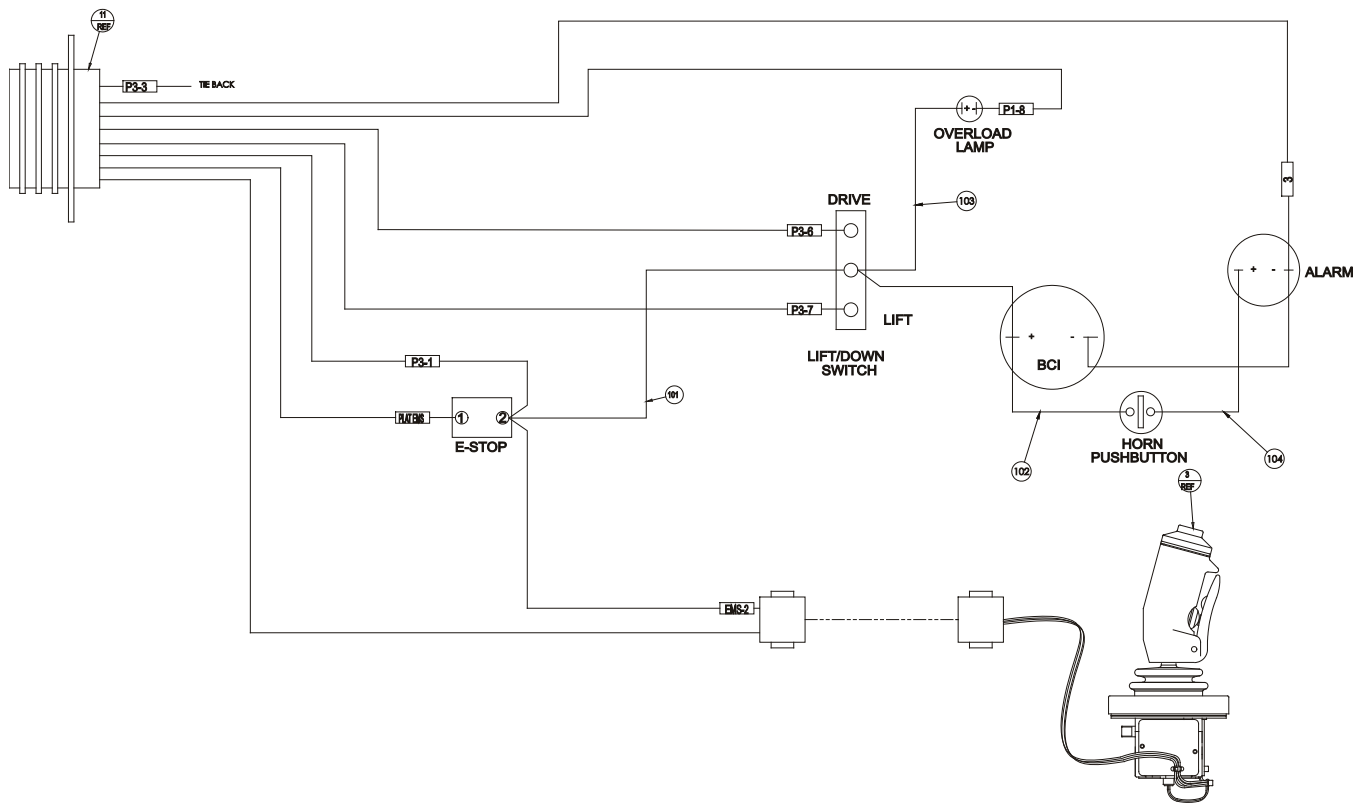 11
REF
P3-3
TIE BACK
+ -
P1-8
OVERLOAD
LAMP
3
DRIVE
103
P3-6
+ -
ALARM
P3-7
LIFT
+ -
LIFT/DOWN
SWITCH
BCI
P3-1
101
PLAT EMS
1
2
E-STOP
HORN
PUSHBUTTON
102
104
3
REF
EMS-2